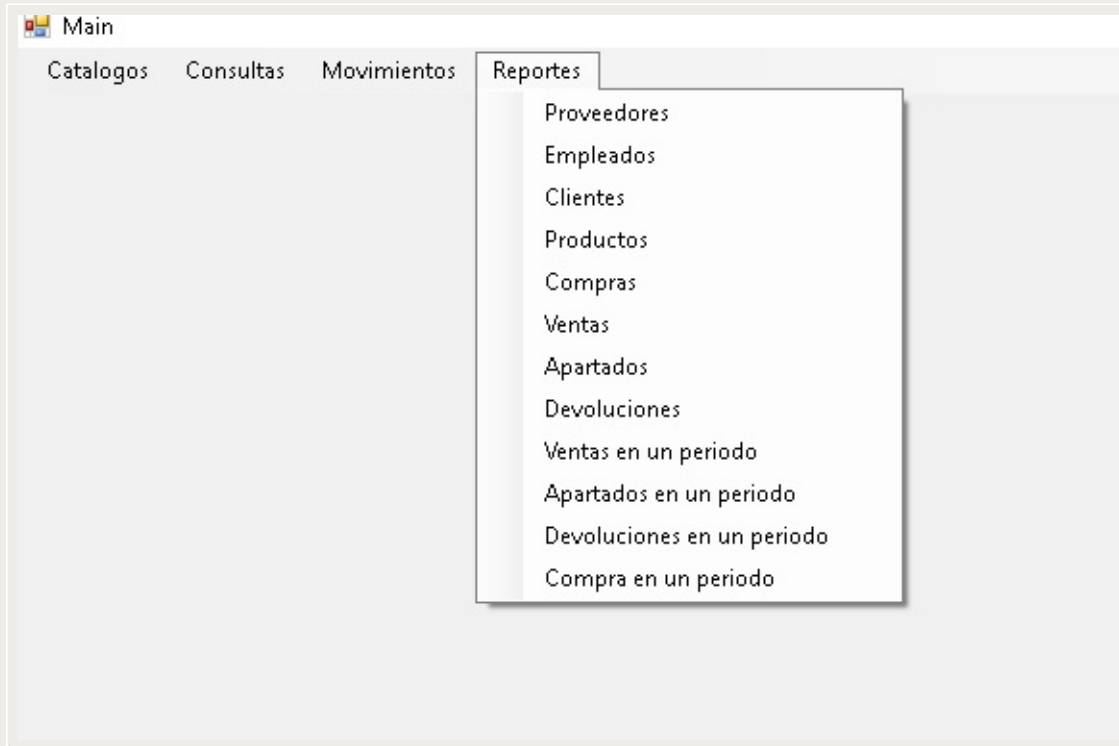 Main
Catalogos Consultas Movimientos Reportes
Proveedores
Empleados
Clientes
Productos
Compras
Ventas
Apartados
Devoluciones
Ventas en un periodo
Apartados en un periodo
Devoluciones en un periodo
Compra en un periodo